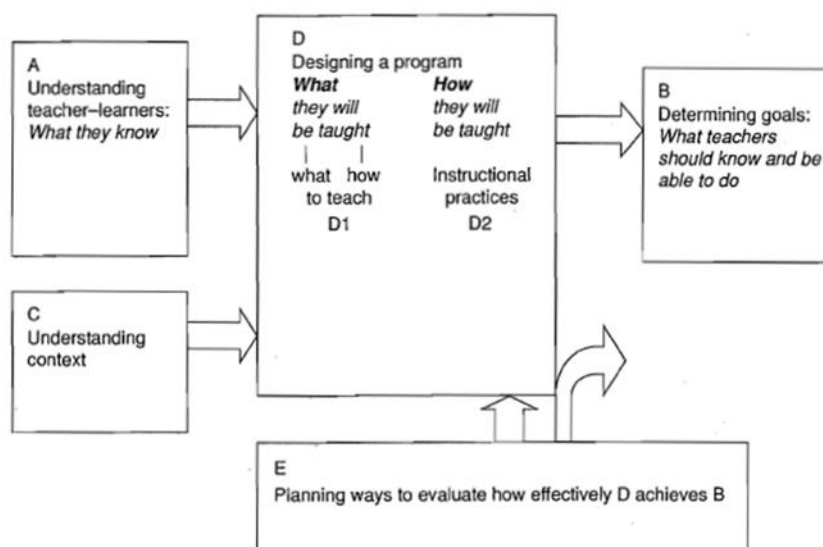 A
Understanding
teacher–learners:
What they know
D
Designing a program
What How
they will they will
be taught be taught
what how Instructional
to teach practices
D1 D2
B
Determining goals:
What teachers
should know and be
able to do
C
Understanding
context
E
Planning ways to evaluate how effectively D achieves B